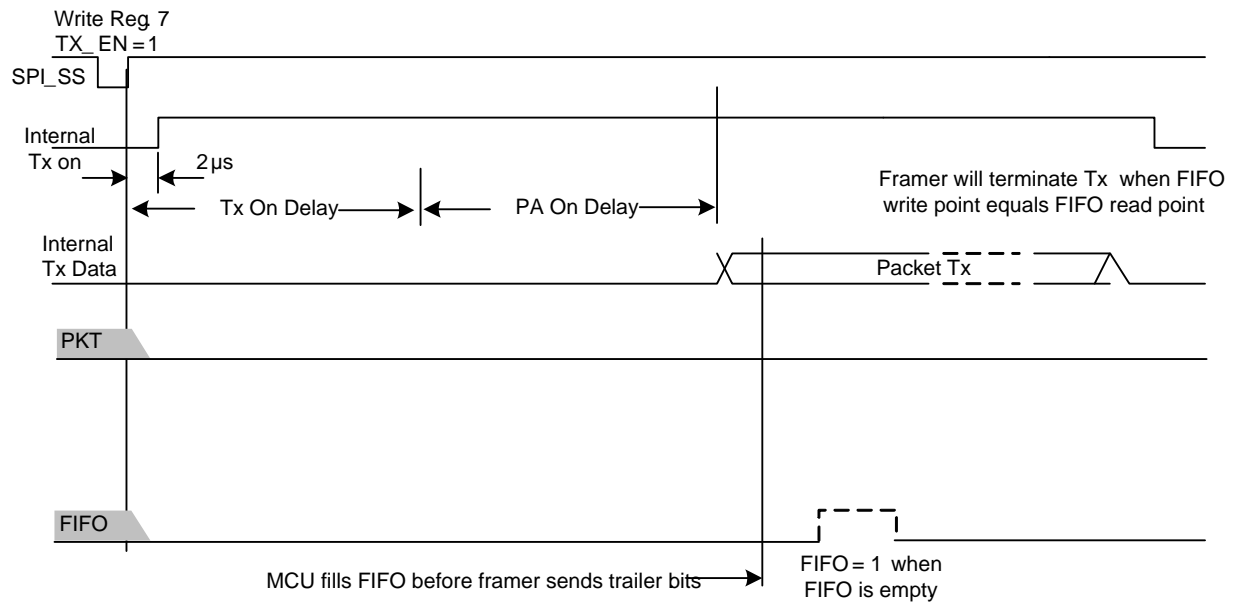 Write Reg. 7
TX_ EN = 1
SPI_SS
Internal
Tx on
2 µs
Tx On Delay
PA On Delay
Framer will terminate Tx when FIFO
write point equals FIFO read point
Internal
Tx Data
Packet Tx
PKT
FIFO
MCU fills FIFO before framer sends trailer bits
FIFO = 1 when
FIFO is empty